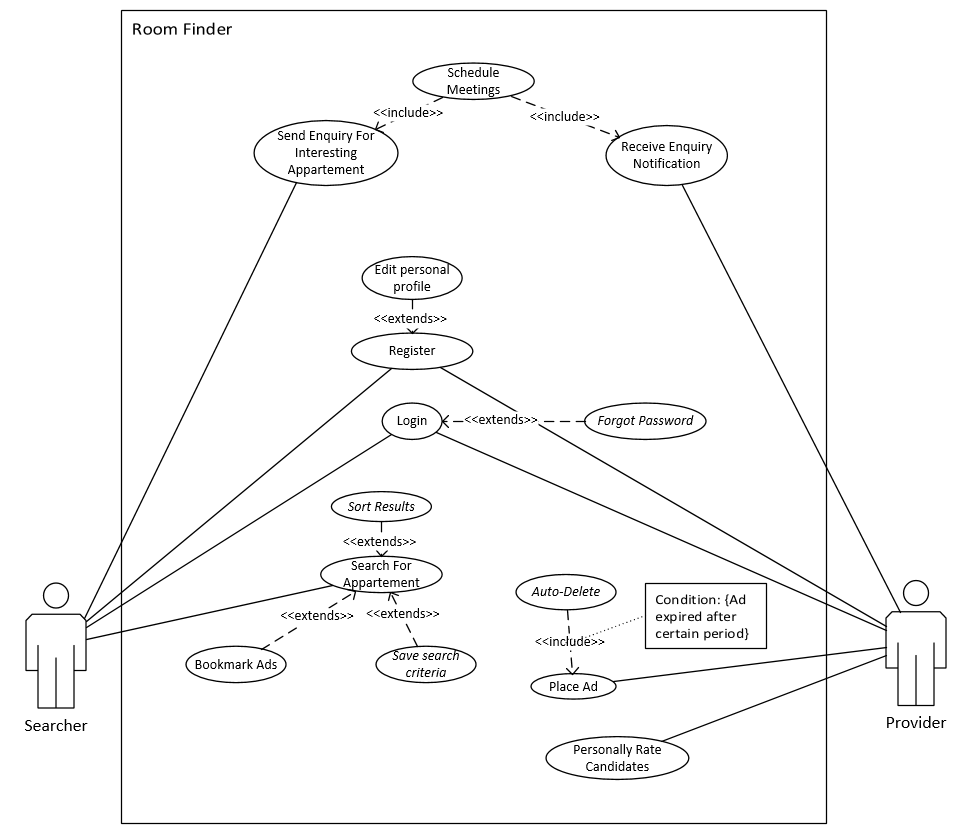 Room Finder
Schedule
Meetings
<<include>>
<<include>>
Send Enquiry For
Interesting
Appartement
Receive Enquiry
Notification
Edit personal
profile
<<extends>>
Register
Login
<<extends>>
Forgot Password
Sort Results
<<extends>>
Search For
Appartement
<<extends>>
<<extends>>
Bookmark Ads
Save search
criteria
Auto-Delete
Condition: {Ad
expired after
certain period}
<<include>>
Place Ad
Personally Rate
Candidates
Searcher
Provider